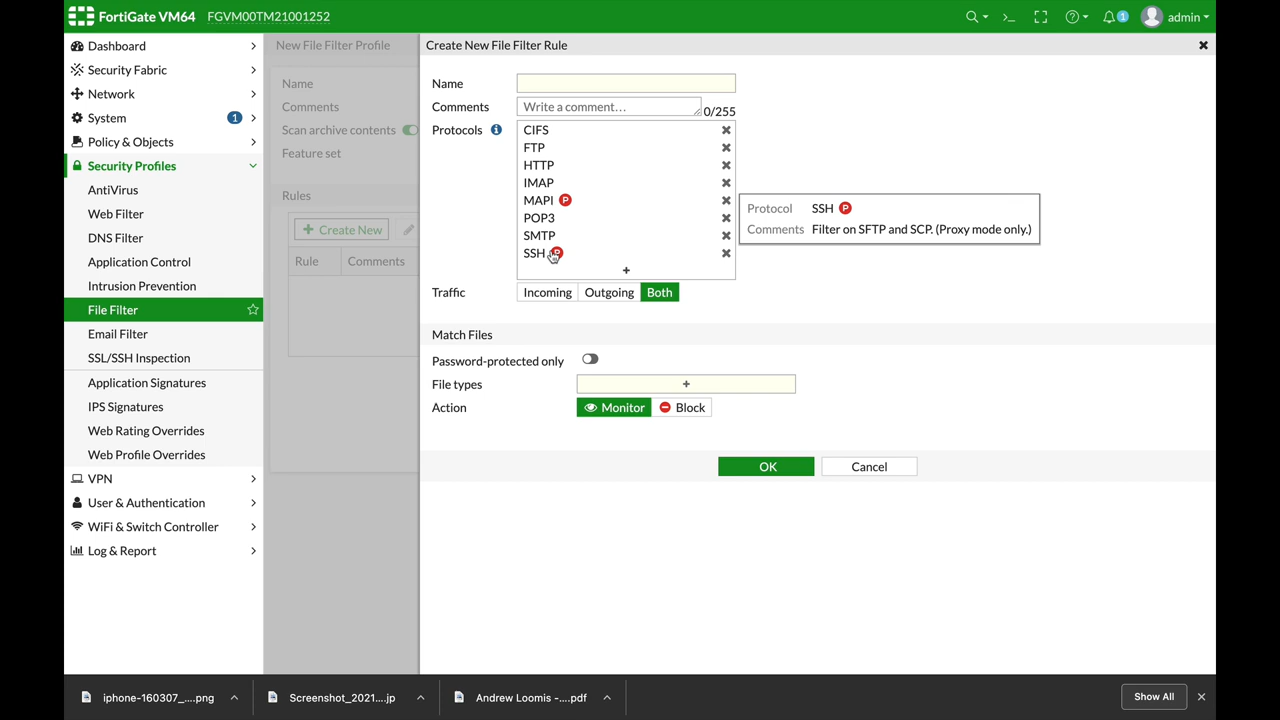 FortiGate VM64 FGVM00TM21001252
1 admin
Dashboard
Security Fabric
Network
System 1
Policy & Objects
Security Profiles
AntiVirus
Web Filter
DNS Filter
Application Control
Intrusion Prevention
File Filter
Email Filter
SSL/SSH Inspection
Application Signatures
IPS Signatures
Web Rating Overrides
Web Profile Overrides
VPN
User & Authentication
WiFi & Switch Controller
Log & Report
New File Filter Profile
Name
Comments
Scan archive contents
Feature set
Rules
Create New
Rule Comments
Create New File Filter Rule
Name
Comments Write a comment... 0/255
Protocols
CIFS
FTP
HTTP
IMAP
MAPI P
POP3
SMTP
SSH P
Protocol SSH P
Comments Filter on SFTP and SCP. (Proxy mode only.)
Traffic Incoming Outgoing Both
Match Files
Password-protected only
File types
Action Monitor Block
OK Cancel
iphone-160307_....png Screenshot_2021....jp Andrew Loomis -....pdf Show All